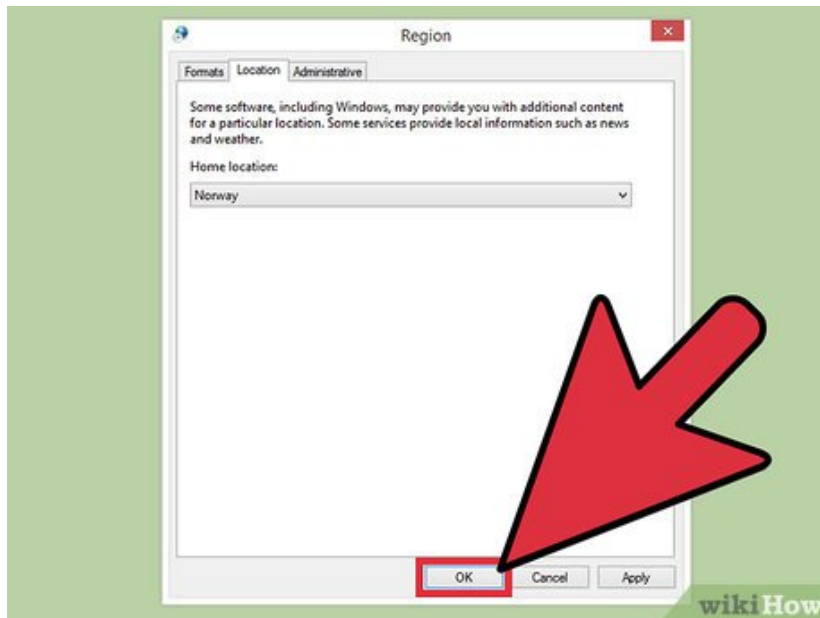 Region
Formats Location Administrative
Some software, including Windows, may provide you with additional content
for a particular location. Some services provide local information such as news
and weather.
Home location:
Norway
OK Cancel Apply
wikiHow